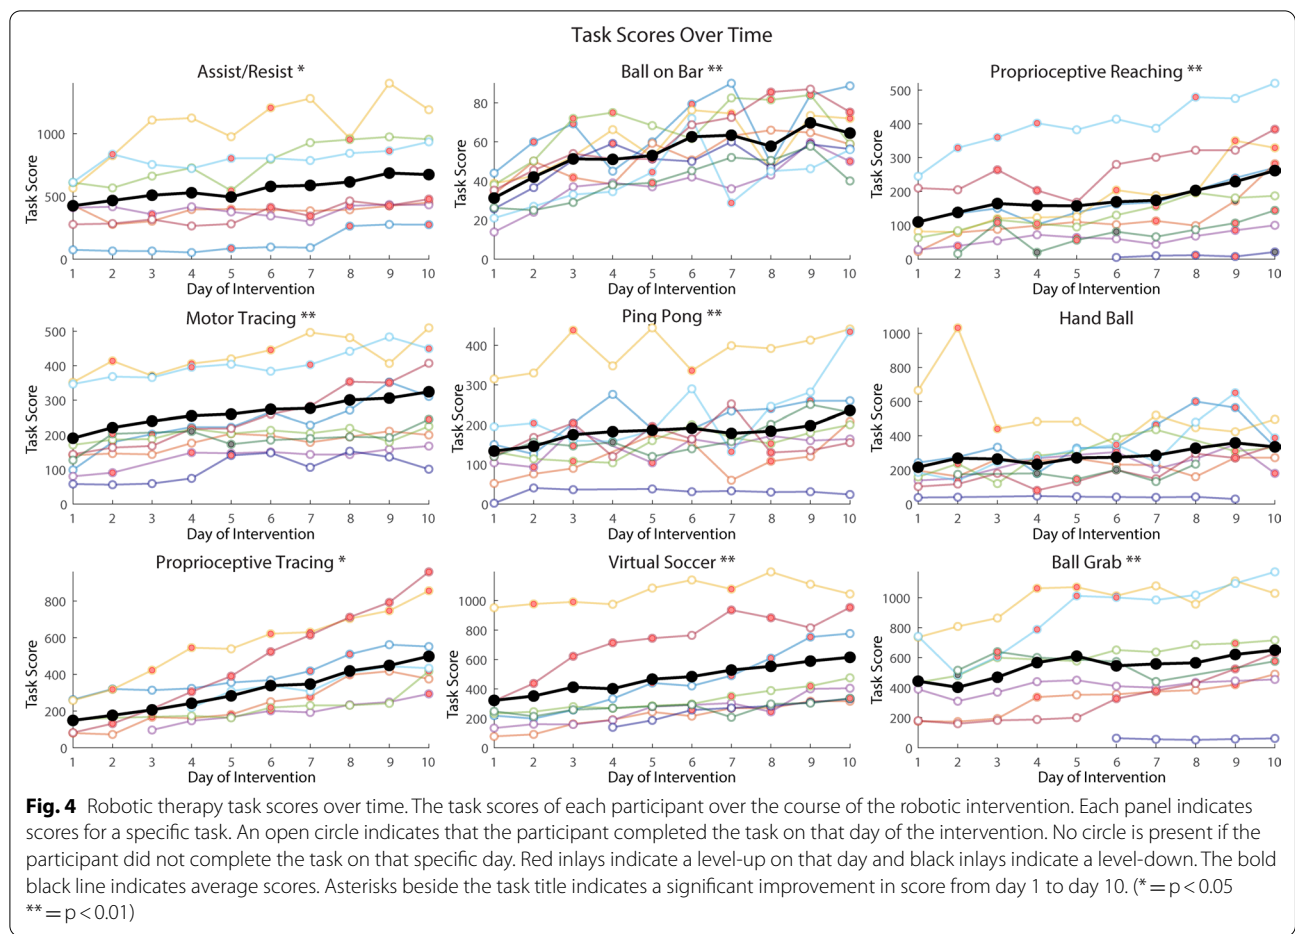 Task Scores Over Time
Assist/Resist *
Task Score
1000
500
0
1 2 3 4 5 6 7 8 9 10
Day of Intervention
Ball on Bar **
Task Score
80
60
40
20
0
1 2 3 4 5 6 7 8 9 10
Day of Intervention
Proprioceptive Reaching **
Task Score
500
400
300
200
100
0
1 2 3 4 5 6 7 8 9 10
Day of Intervention
Motor Tracing **
Task Score
500
400
300
200
100
0
1 2 3 4 5 6 7 8 9 10
Day of Intervention
Ping Pong **
Task Score
400
300
200
100
0
1 2 3 4 5 6 7 8 9 10
Day of Intervention
Hand Ball
Task Score
1000
800
600
400
200
0
1 2 3 4 5 6 7 8 9 10
Day of Intervention
Proprioceptive Tracing *
Task Score
800
600
400
200
0
1 2 3 4 5 6 7 8 9 10
Day of Intervention
Virtual Soccer **
Task Score
1000
800
600
400
200
0
1 2 3 4 5 6 7 8 9 10
Day of Intervention
Ball Grab **
Task Score
1000
800
600
400
200
0
1 2 3 4 5 6 7 8 9 10
Day of Intervention
Fig. 4 Robotic therapy task scores over time. The task scores of each participant over the course of the robotic intervention. Each panel indicates
scores for a specific task. An open circle indicates that the participant completed the task on that day of the intervention. No circle is present if the
participant did not complete the task on that specific day. Red inlays indicate a level-up on that day and black inlays indicate a level-down. The bold
black line indicates average scores. Asterisks beside the task title indicates a significant improvement in score from day 1 to day 10. (* = p < 0.05
** = p < 0.01)